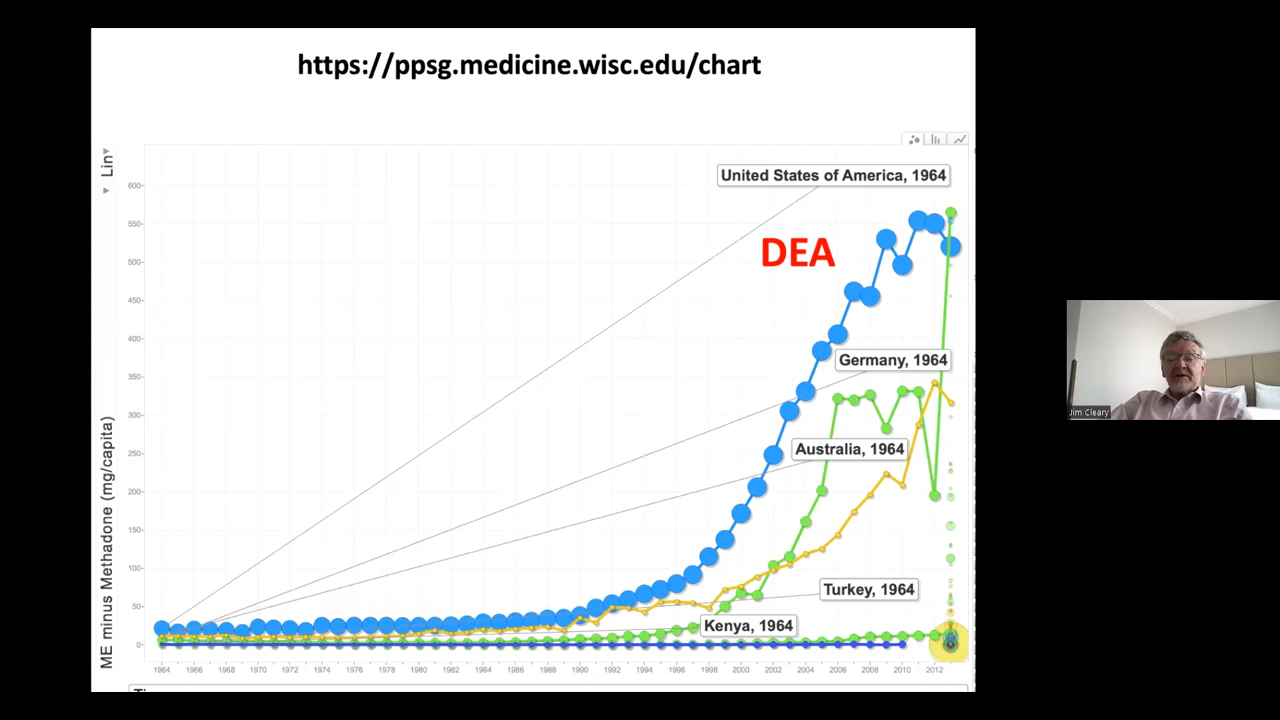 https://ppsg.medicine.wisc.edu/chart
Lin
United States of America, 1964
DEA
Germany, 1964
Australia, 1964
Turkey, 1964
Kenya, 1964
ME minus Methadone (mg/capita)
600
550
500
450
400
350
300
250
200
150
100
50
0
1964 1966 1968 1970 1972 1974 1976 1978 1980 1982 1984 1986 1988 1990 1992 1994 1996 1998 2000 2002 2004 2006 2008 2010 2012
Jim Cleary